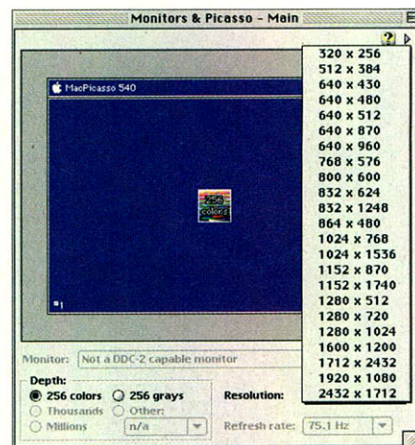 Monitors & Picasso - Main
?
MacPicasso 540
256
colors
1
320 x 256
512 x 384
640 x 430
640 x 480
640 x 512
640 x 870
640 x 960
768 x 576
800 x 600
832 x 624
832 x 1248
864 x 480
1024 x 768
1024 x 1536
1152 x 870
1152 x 1740
1280 x 512
1280 x 720
1280 x 1024
1600 x 1200
1712 x 2432
1920 x 1080
2432 x 1712
Monitor: Not a DDC-2 capable monitor
Depth:
256 colors 256 grays
Thousands Other:
Millions n/a
Resolution:
Refresh rate: 75.1 Hz